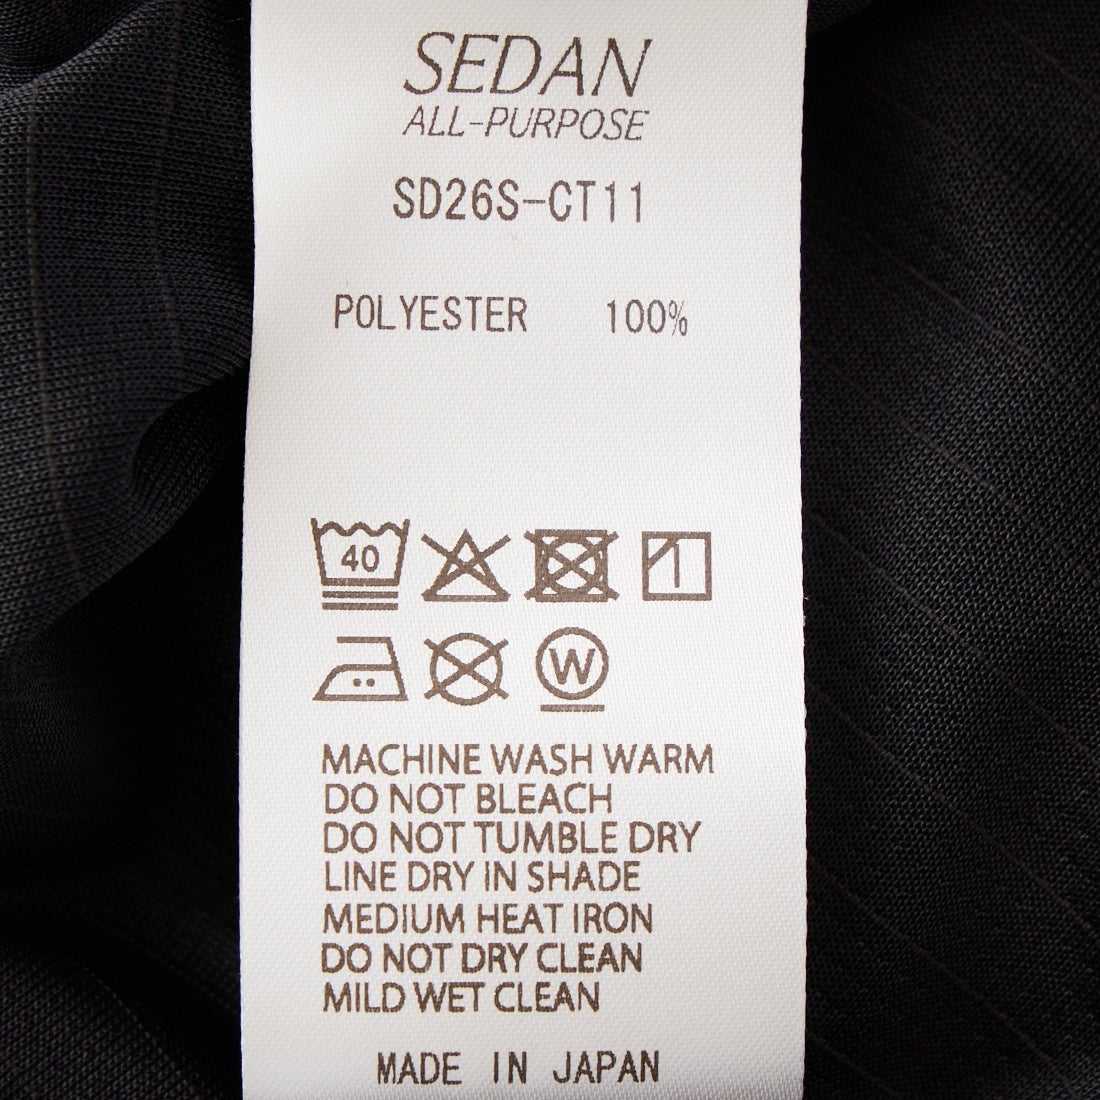 SEDAN
ALL-PURPOSE
SD26S-CT11
POLYESTER 100%
40
W
MACHINE WASH WARM
DO NOT BLEACH
DO NOT TUMBLE DRY
LINE DRY IN SHADE
MEDIUM HEAT IRON
DO NOT DRY CLEAN
MILD WET CLEAN
MADE IN JAPAN